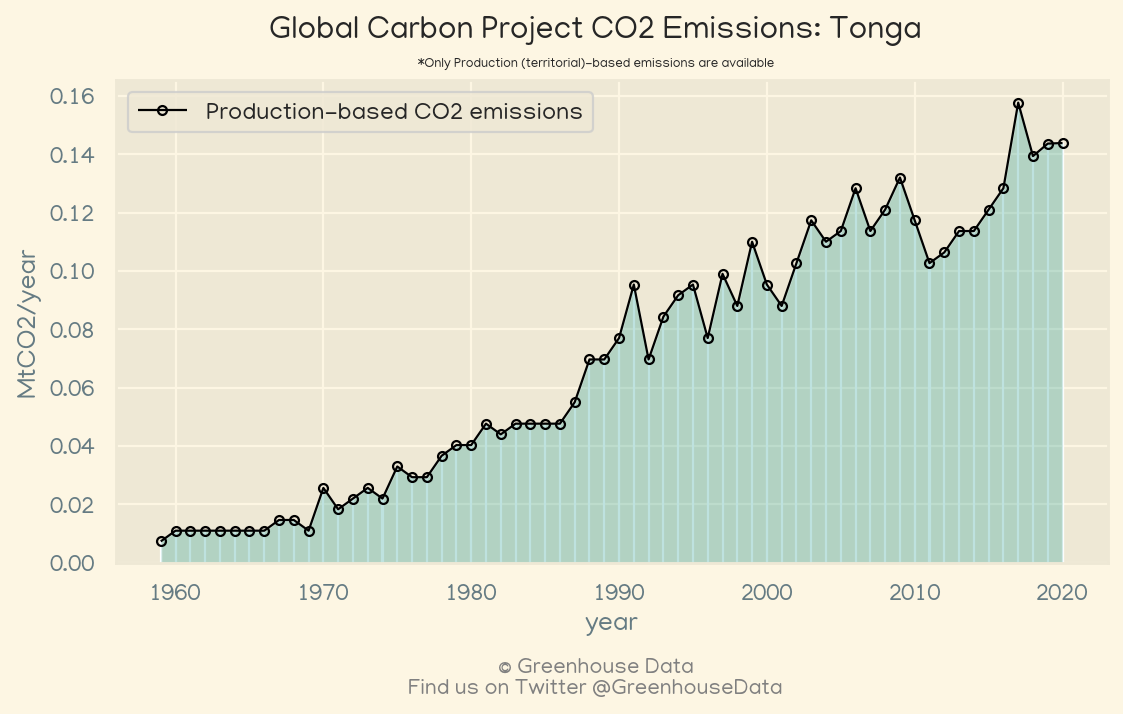 Global Carbon Project CO2 Emissions: Tonga
*Only Production (territorial)-based emissions are available
Production-based CO2 emissions
0.16
0.14
0.12
0.10
0.08
0.06
0.04
0.02
0.00
MtCO2/year
1960 1970 1980 1990 2000 2010 2020
year
© Greenhouse Data
Find us on Twitter @GreenhouseData